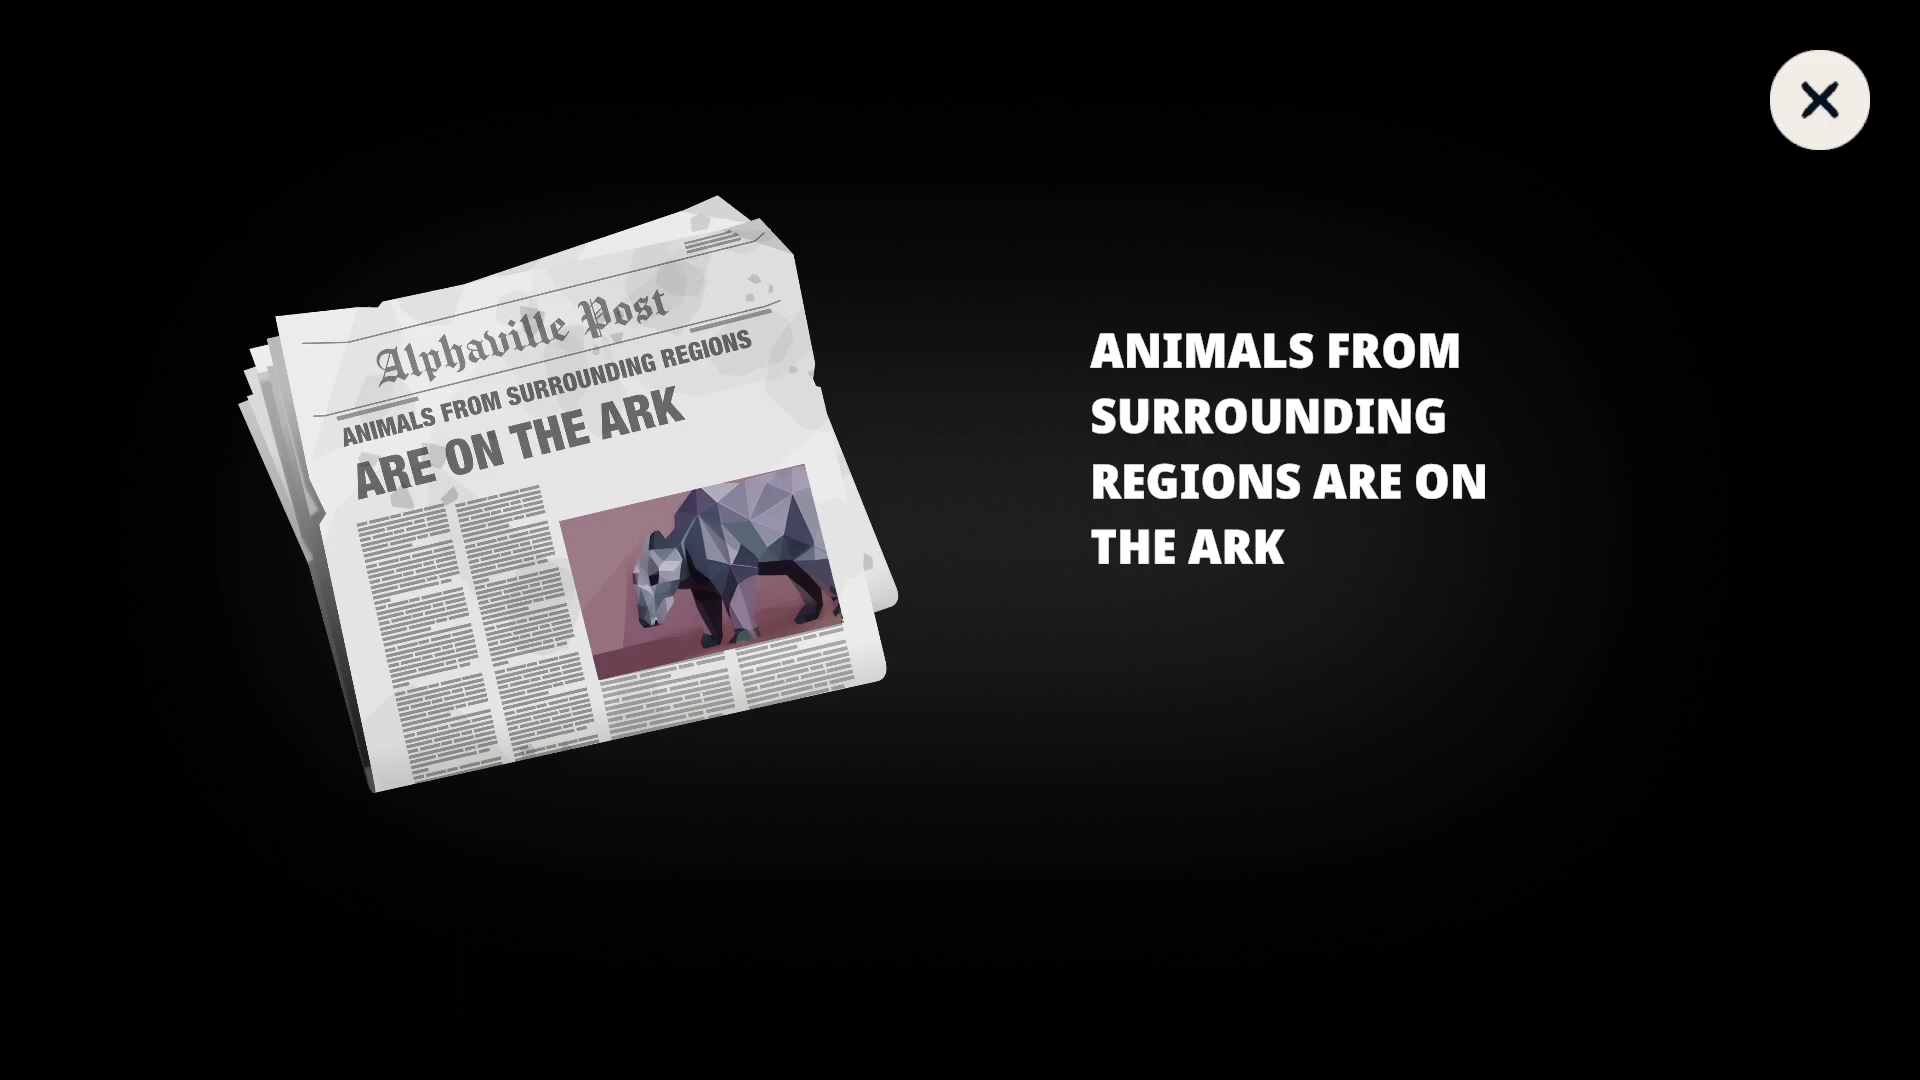 Alphaville Post
ANIMALS FROM SURROUNDING REGIONS
ARE ON THE ARK
ANIMALS FROM
SURROUNDING
REGIONS ARE ON
THE ARK